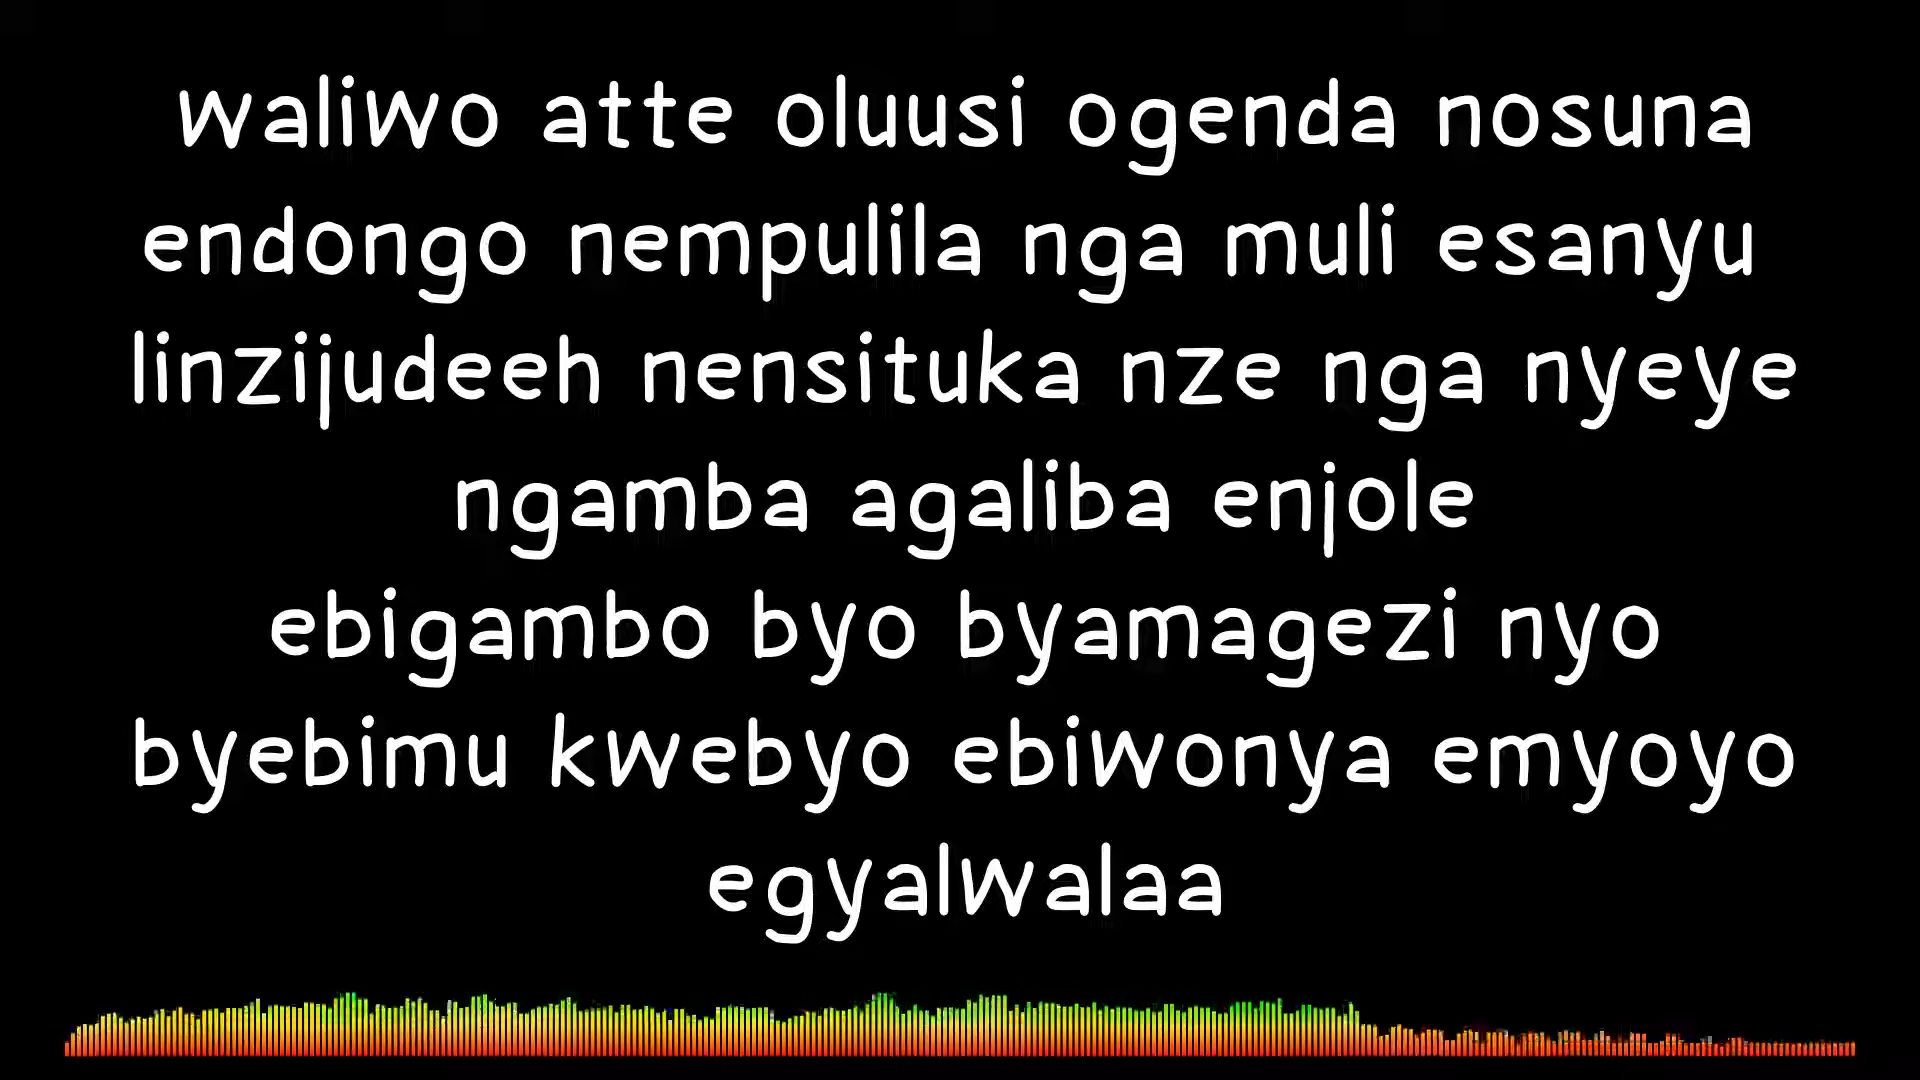 waliwo atte oluusi ogenda nosuna
endongo nempulila nga muli esanyu
linzijudeeh nensituka nze nga nyeye
ngamba agaliba enjole
ebigambo byo byamagezi nyo
byebimu kwebyo ebiwonya emyoyo
egyalwalaa